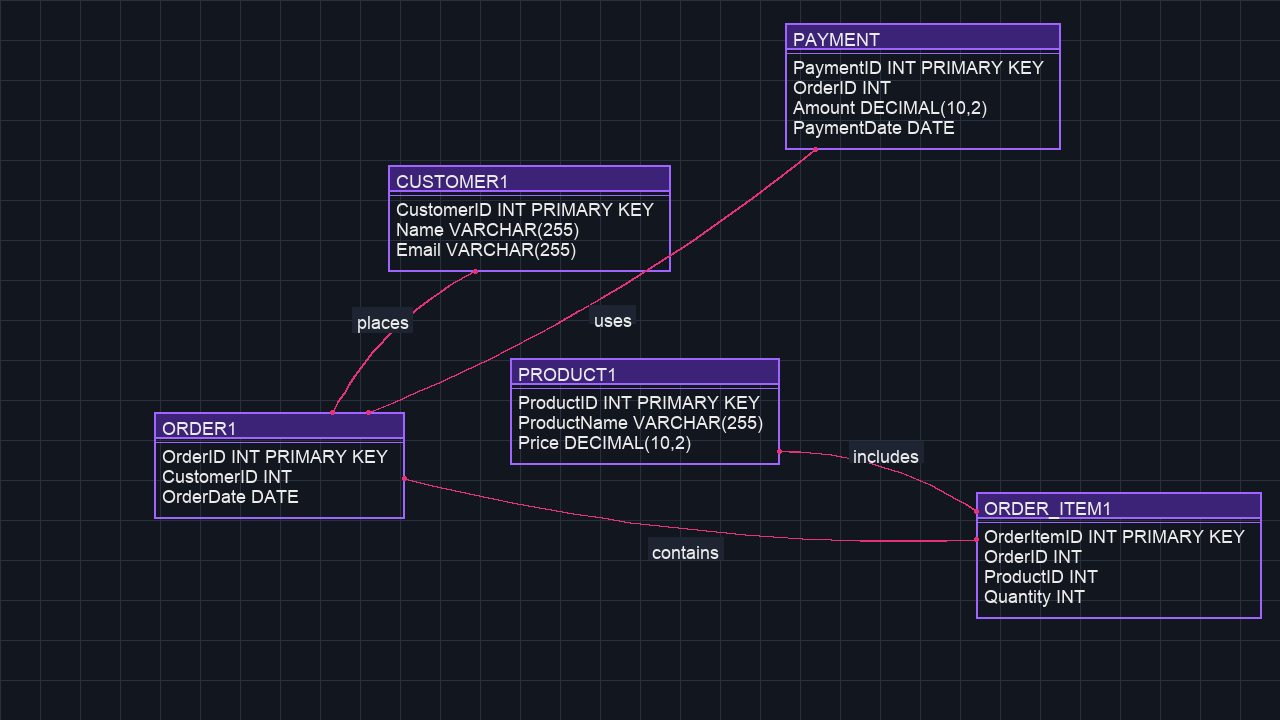 PAYMENT
PaymentID INT PRIMARY KEY
OrderID INT
Amount DECIMAL(10,2)
PaymentDate DATE
CUSTOMER1
CustomerID INT PRIMARY KEY
Name VARCHAR(255)
Email VARCHAR(255)
places
uses
PRODUCT1
ProductID INT PRIMARY KEY
ProductName VARCHAR(255)
Price DECIMAL(10,2)
ORDER1
OrderID INT PRIMARY KEY
CustomerID INT
OrderDate DATE
includes
contains
ORDER_ITEM1
OrderItemID INT PRIMARY KEY
OrderID INT
ProductID INT
Quantity INT